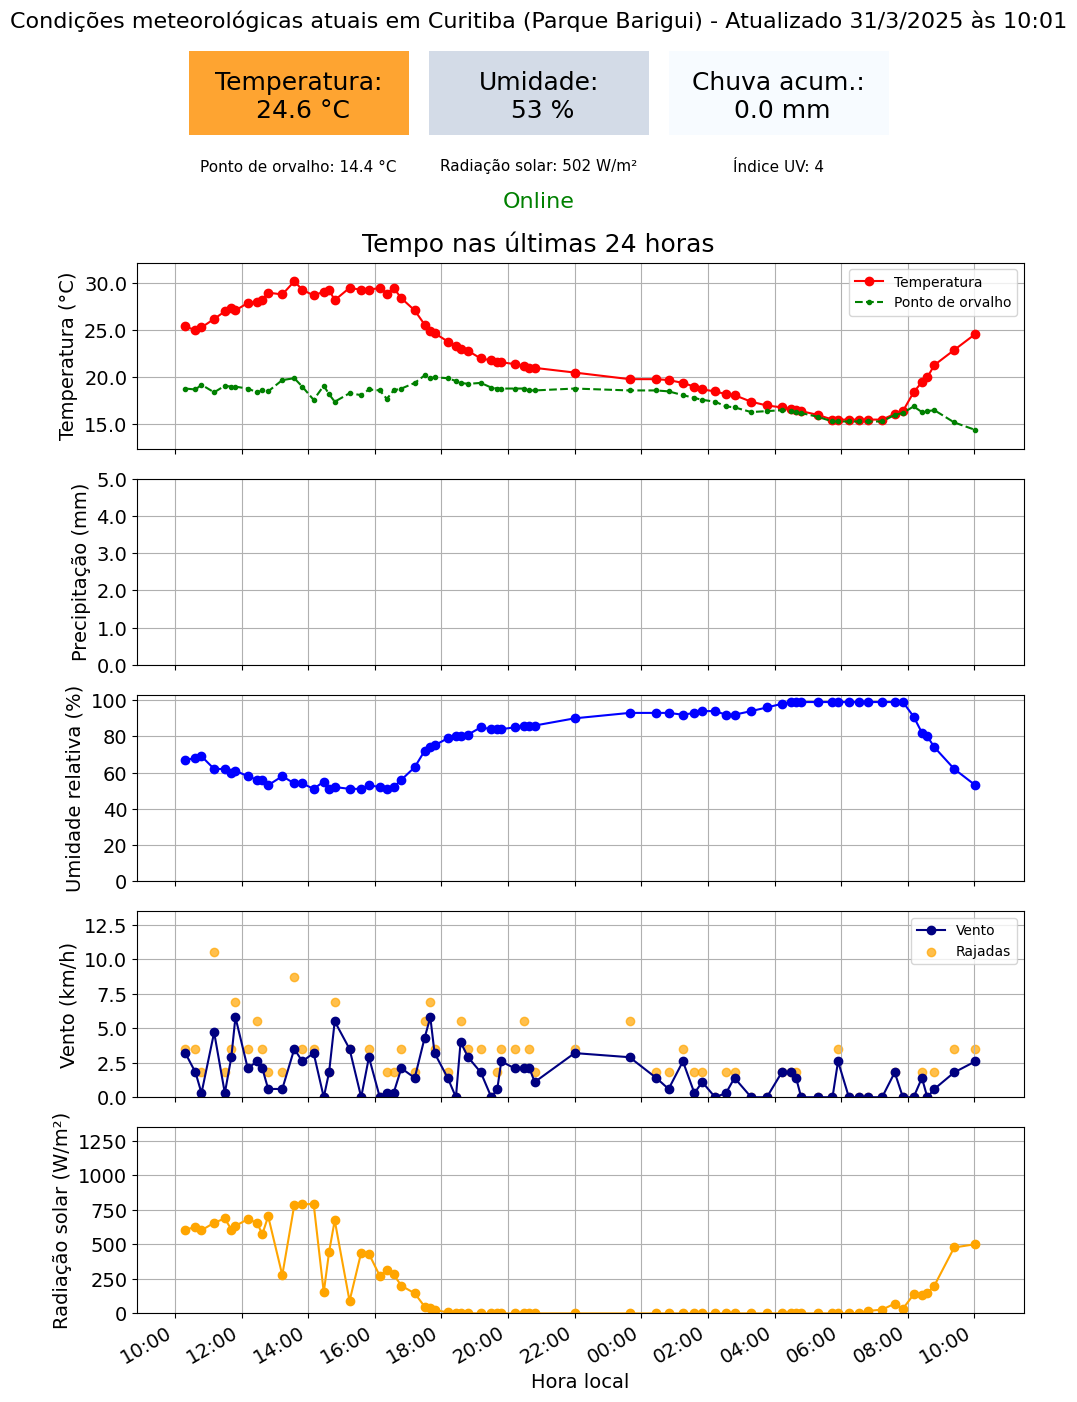 Condições meteorológicas atuais em Curitiba (Parque Barigui) - Atualizado 31/3/2025 às 10:01
Temperatura:
24.6 °C
Umidade:
53 %
Chuva acum.:
0.0 mm
Ponto de orvalho: 14.4 °C
Radiação solar: 502 W/m²
Índice UV: 4
Online
Tempo nas últimas 24 horas
Temperatura (°C)
30.0
25.0
20.0
15.0
Temperatura
Ponto de orvalho
Precipitação (mm)
5.0
4.0
3.0
2.0
1.0
0.0
Umidade relativa (%)
100
80
60
40
20
0
Vento (km/h)
12.5
10.0
7.5
5.0
2.5
0.0
Vento
Rajadas
Radiação solar (W/m²)
1250
1000
750
500
250
0
10:00
12:00
14:00
16:00
18:00
20:00
22:00
00:00
02:00
04:00
06:00
08:00
10:00
Hora local